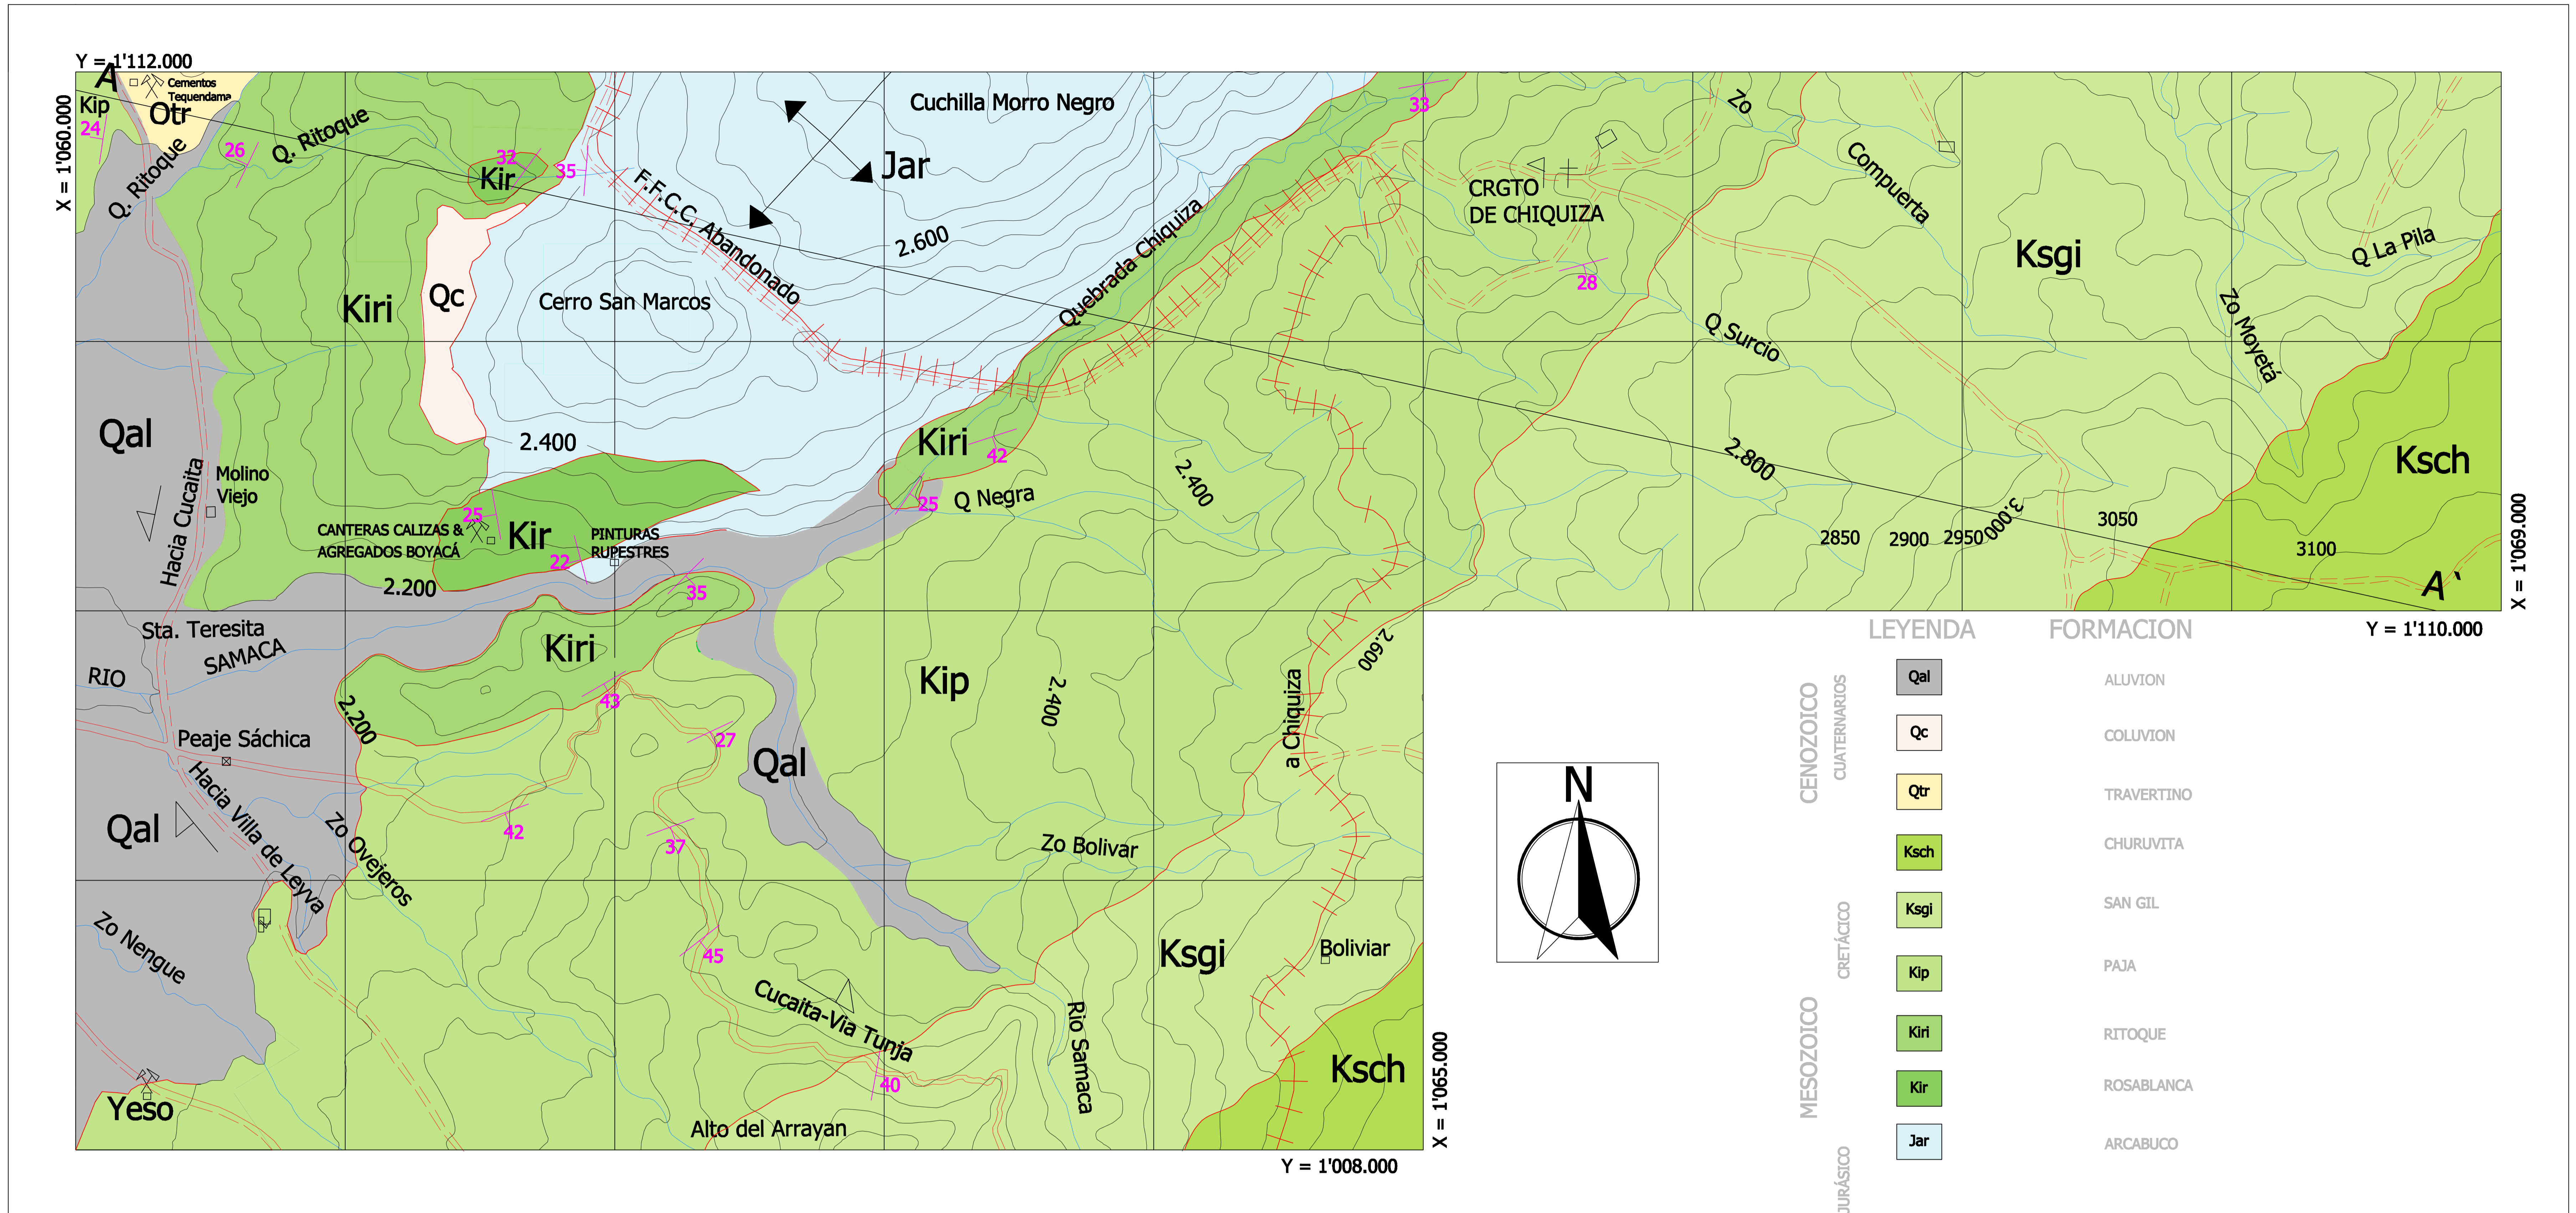 Y = 1'112.000
X = 1'060.000
A
Cementos
Tequendama
Kip
24
Qtr
Q. Ritoque
26
Q. Ritoque
32
Kir
35
F.F.C.C. Abandonado
Cuchilla Morro Negro
Jar
2.600
Quebrada Chiquiza
33
CRGTO
DE CHIQUIZA
28
Zo
Compuerta
Ksgi
Q La Pila
Zo Moyetá
Q Surcio
Kiri
Qc
Cerro San Marcos
Qal
2.400
Molino
Viejo
Hacia Cucaita
CANTERAS CALIZAS &
AGREGADOS BOYACÁ
25
Kir
22
PINTURAS
RUPESTRES
2.200
35
Kiri
42
25
Q Negra
2.400
2.800
2850
2900
2950
3.000
3050
3100
Ksch
A`
X = 1'069.000
Y = 1'110.000
Sta. Teresita
RIO
SAMACA
2.200
Kiri
43
27
Kip
2.400
a Chiquiza
2.600
Peaje Sáchica
Qal
Hacia Villa de Leyva
Zo Ovejeros
42
37
Qal
Zo Bolivar
Zo Nengue
45
Cucaita-Via Tunja
Ksgi
Boliviar
Rio Samaca
40
Ksch
Yeso
Alto del Arrayan
X = 1'065.000
Y = 1'008.000
N
LEYENDA
FORMACION
CENOZOICO
CUATERNARIOS
Qal
ALUVION
Qc
COLUVION
Qtr
TRAVERTINO
MESOZOICO
CRETÁCICO
Ksch
CHURUVITA
Ksgi
SAN GIL
Kip
PAJA
Kiri
RITOQUE
Kir
ROSABLANCA
JURÁSICO
Jar
ARCABUCO